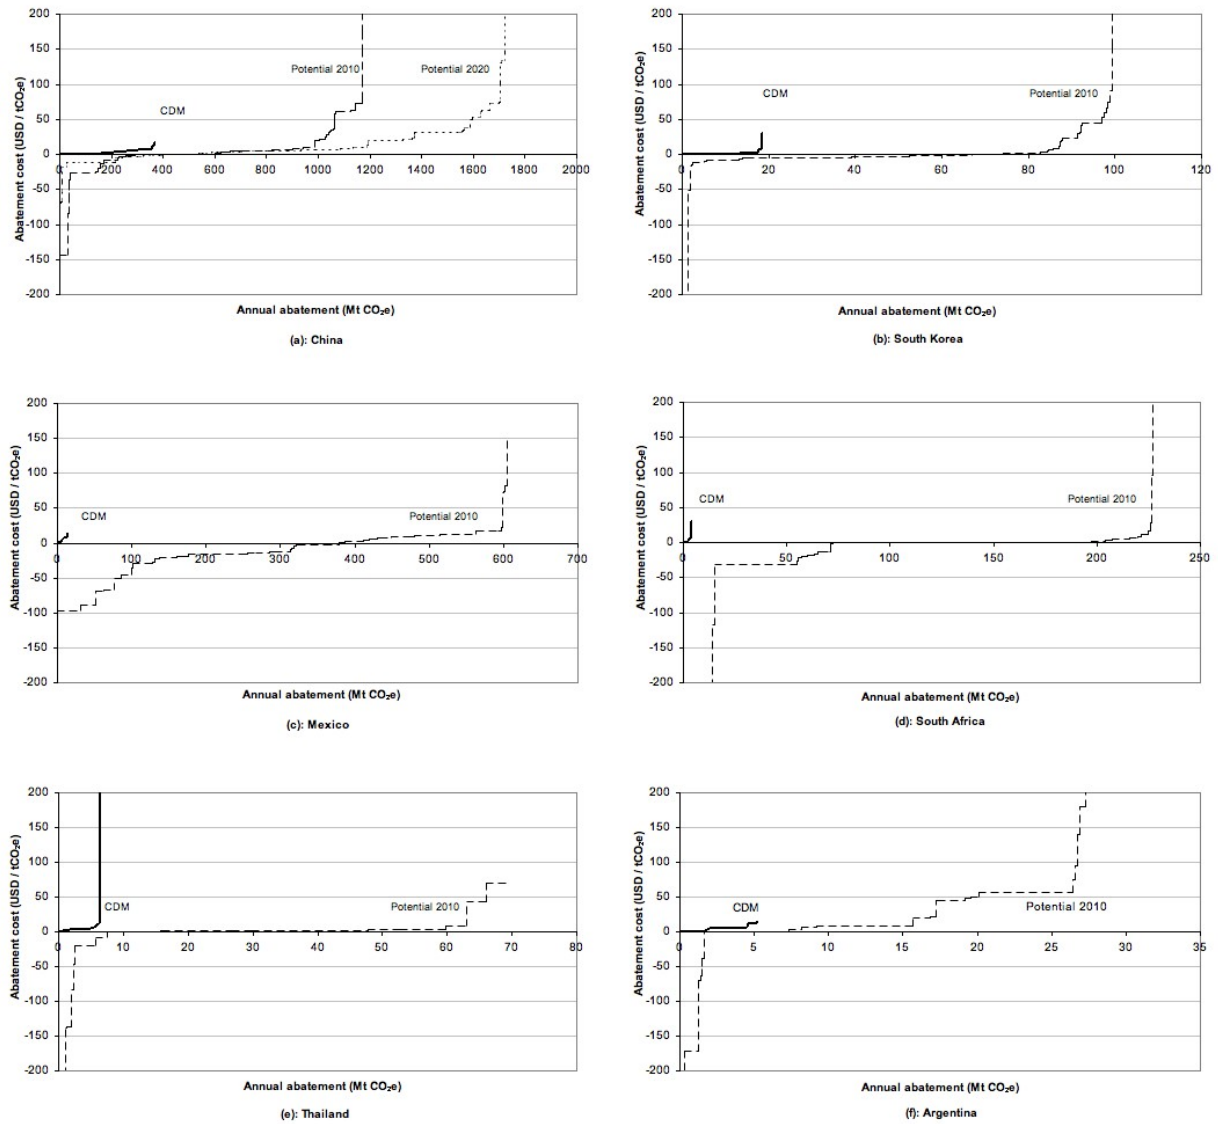 200
150
Potential 2010
Potential 2020
100
CDM
50
0
0 200 400 600 800 1000 1200 1400 1600 1800 2000
-50
-100
-150
-200
Abatement cost (USD / tCO₂e)
Annual abatement (Mt CO₂e)
(a): China
200
150
100
CDM
Potential 2010
50
0
0 20 40 60 80 100 120
-50
-100
-150
-200
Abatement cost (USD / tCO₂e)
Annual abatement (Mt CO₂e)
(b): South Korea
200
150
100
50
CDM
Potential 2010
0
0 100 200 300 400 500 600 700
-50
-100
-150
-200
Abatement cost (USD / tCO₂e)
Annual abatement (Mt CO₂e)
(c): Mexico
200
150
100
50
CDM
Potential 2010
0
0 50 100 150 200 250
-50
-100
-150
-200
Abatement cost (USD / tCO₂e)
Annual abatement (Mt CO₂e)
(d): South Africa
200
150
100
50
CDM
Potential 2010
0
0 10 20 30 40 50 60 70 80
-50
-100
-150
-200
Abatement cost (USD / tCO₂e)
Annual abatement (Mt CO₂e)
(e): Thailand
200
150
100
50
CDM
Potential 2010
0
0 5 10 15 20 25 30 35
-50
-100
-150
-200
Abatement cost (USD / tCO₂e)
Annual abatement (Mt CO₂e)
(f): Argentina